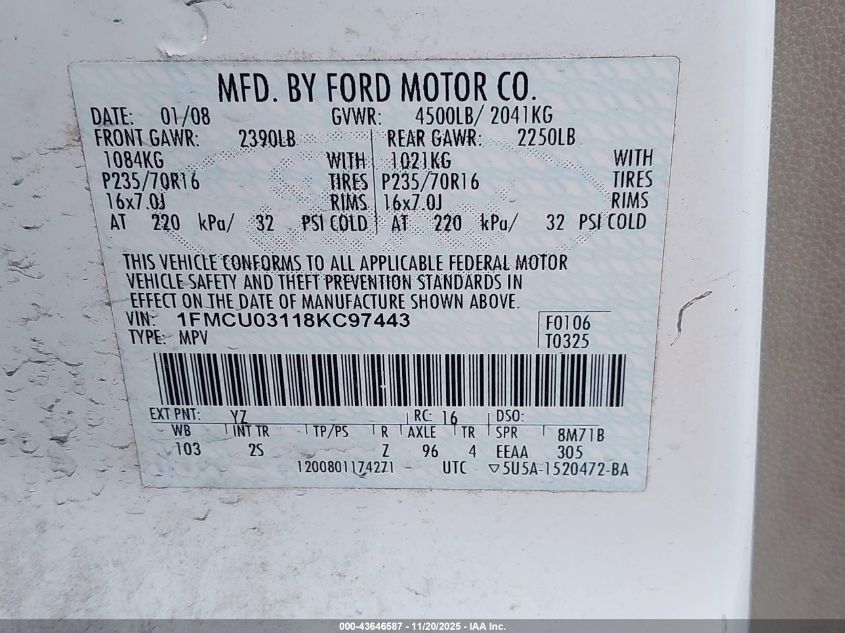 MFD. BY FORD MOTOR CO.
DATE: 01/08 GVWR: 4500LB/ 2041KG
FRONT GAWR: 2390LB REAR GAWR: 2250LB
1084KG WITH 1021KG WITH
P235/70R16 TIRES P235/70R16 TIRES
16x7.0J RIMS 16x7.0J RIMS
AT 220 kPa/ 32 PSI COLD AT 220 kPa/ 32 PSI COLD
THIS VEHICLE CONFORMS TO ALL APPLICABLE FEDERAL MOTOR
VEHICLE SAFETY AND THEFT PREVENTION STANDARDS IN
EFFECT ON THE DATE OF MANUFACTURE SHOWN ABOVE.
VIN: 1FMCU03118KC97443 F0106
TYPE: MPV T0325
EXT PNT: YZ RC: 16 DSO:
WB INT TR TP/PS R AXLE TR SPR 8M71B
103 2S Z 96 4 EEAA 305
12008011742Z1 UTC ▽5U5A-1520472-BA
000-43646587 - 11/20/2025 - IAA Inc.